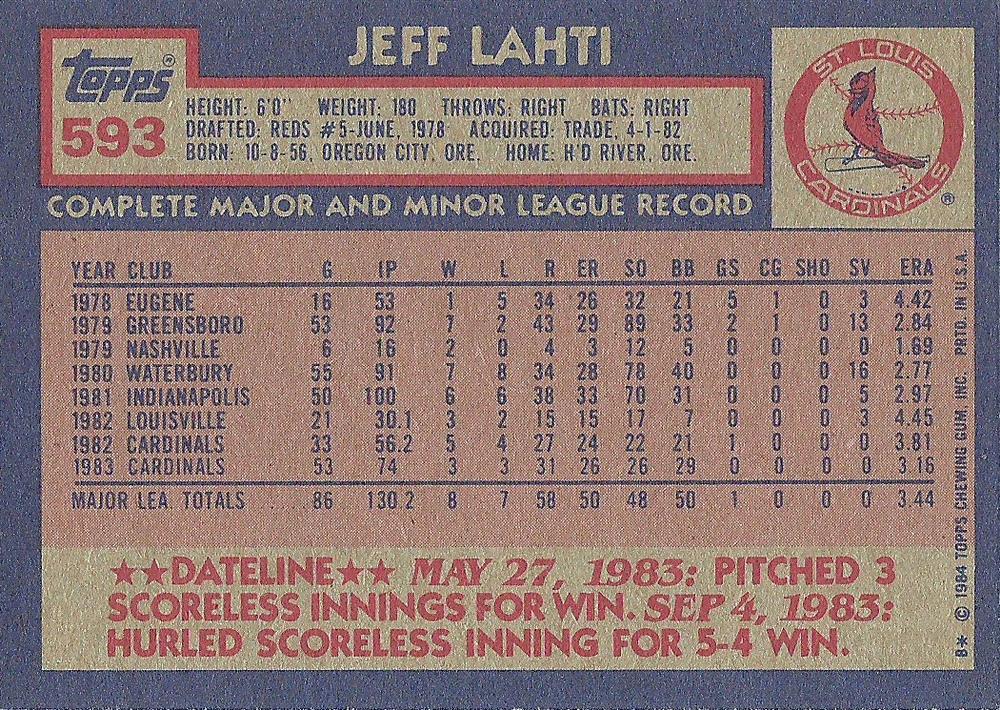 JEFF LAHTI
topps®
593
HEIGHT: 6'0" WEIGHT: 180 THROWS: RIGHT BATS: RIGHT
DRAFTED: REDS #5-JUNE, 1978 ACQUIRED: TRADE, 4-1-82
BORN: 10-8-56, OREGON CITY, ORE. HOME: H'D RIVER, ORE.
ST. LOUIS
CARDINALS
®
COMPLETE MAJOR AND MINOR LEAGUE RECORD
YEAR CLUB G IP W L R ER SO BB GS CG SHO SV ERA
1978 EUGENE 16 53 1 5 34 26 32 21 5 1 0 3 4.42
1979 GREENSBORO 53 92 7 2 43 29 89 33 2 1 0 13 2.84
1979 NASHVILLE 6 16 2 0 4 3 12 5 0 0 0 0 1.69
1980 WATERBURY 55 91 7 8 34 28 78 40 0 0 0 16 2.77
1981 INDIANAPOLIS 50 100 6 6 38 33 70 31 0 0 0 5 2.97
1982 LOUISVILLE 21 30.1 3 2 15 15 17 7 0 0 0 3 4.45
1982 CARDINALS 33 56.2 5 4 27 24 22 21 1 0 0 0 3.81
1983 CARDINALS 53 74 3 3 31 26 26 29 0 0 0 0 3.16
MAJOR LEA. TOTALS 86 130.2 8 7 58 50 48 50 1 0 0 0 3.44
★★DATELINE★★ MAY 27, 1983: PITCHED 3
SCORELESS INNINGS FOR WIN. SEP 4, 1983:
HURLED SCORELESS INNING FOR 5-4 WIN.
B* © 1984 TOPPS CHEWING GUM, INC. PRTD. IN U.S.A.